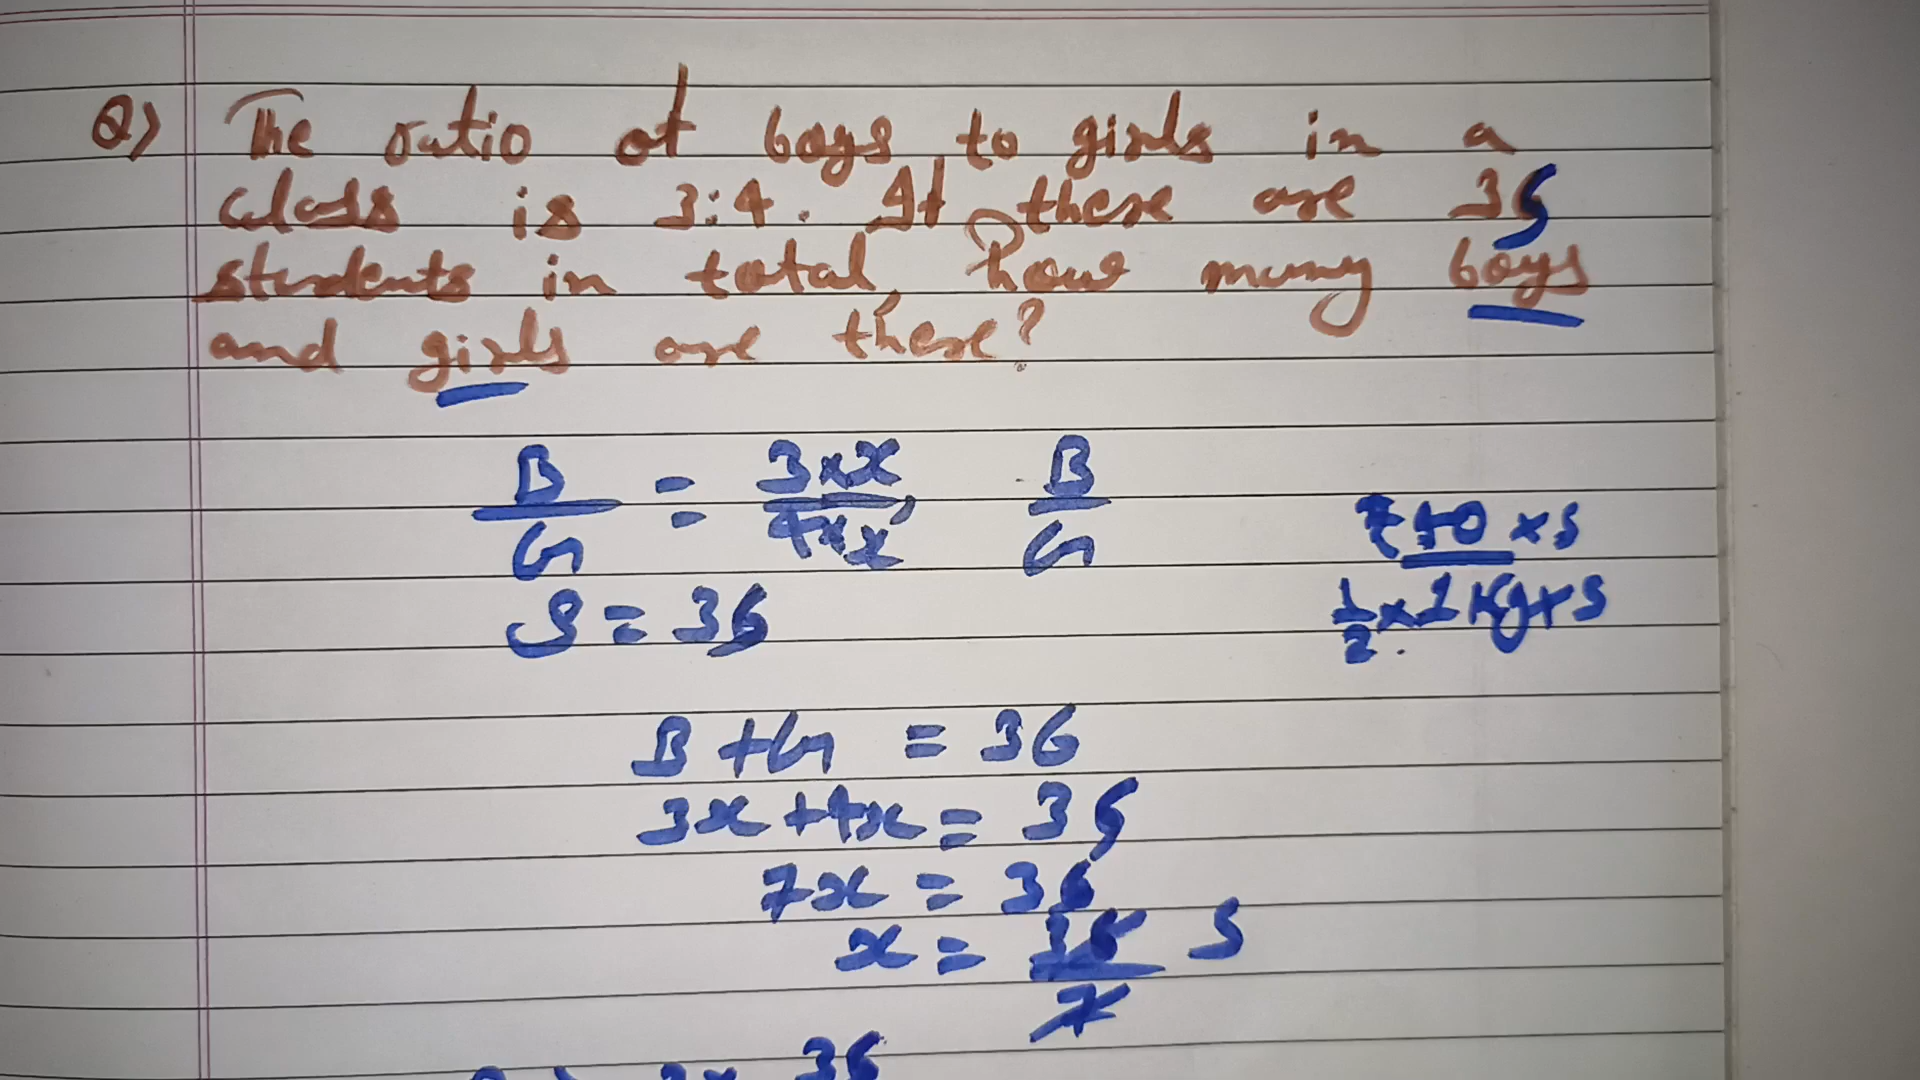 Q) The ratio of boys to girls in a
class is 3:4. If there are 35
students in total, how many boys
and girls are there?
B/G = 3×x/4×x B/G
750 × 5
S = 35
1/2 × 1 Kg × 5
B + G = 36
3x + 4x = 35
7x = 35
x = 35/7 5